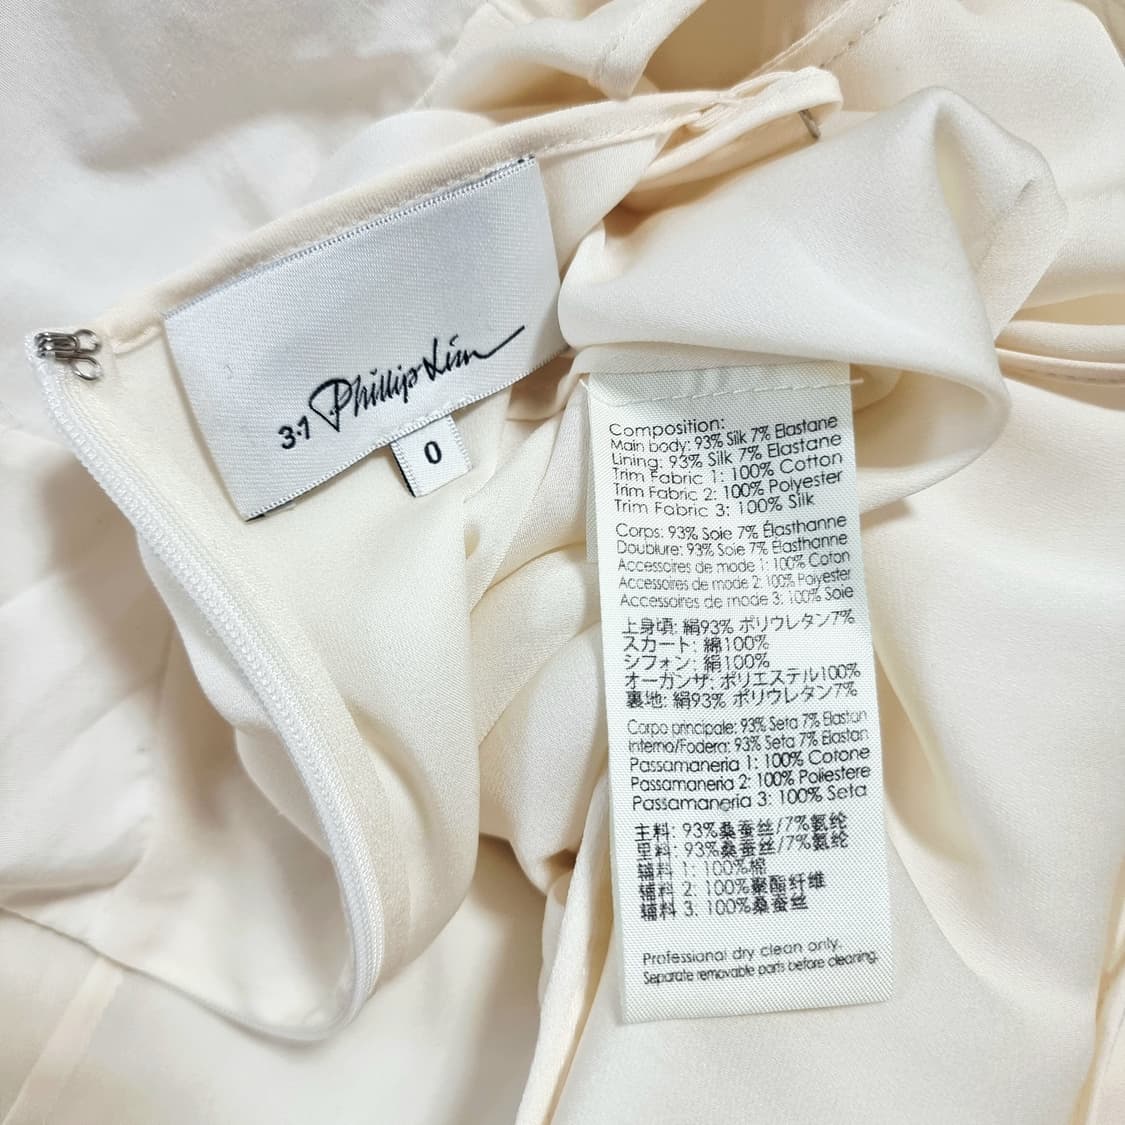 3.1 Phillip Lim
0
Composition:
Main body: 93% Silk 7% Elastane
Lining: 93% Silk 7% Elastane
Trim Fabric 1: 100% Cotton
Trim Fabric 2: 100% Polyester
Trim Fabric 3: 100% Silk
Corps: 93% Soie 7% Élasthanne
Doublure: 93% Soie 7% Élasthanne
Accessoires de mode 1: 100% Coton
Accessoires de mode 2: 100% Polyester
Accessoires de mode 3: 100% Soie
上身頃: 絹93% ポリウレタン7%
スカート: 綿100%
シフォン: 絹100%
オーガンザ: ポリエステル100%
裏地: 絹93% ポリウレタン7%
Corpo principale: 93% Seta 7% Elastan
Interno/Fodera: 93% Seta 7% Elastan
Passamaneria 1: 100% Cotone
Passamaneria 2: 100% Poliestere
Passamaneria 3: 100% Seta
主料: 93%桑蚕丝/7%氨纶
里料: 93%桑蚕丝/7%氨纶
辅料 1: 100%棉
辅料 2: 100%聚酯纤维
辅料 3. 100%桑蚕丝
Professional dry clean only.
Separate removable parts before cleaning.